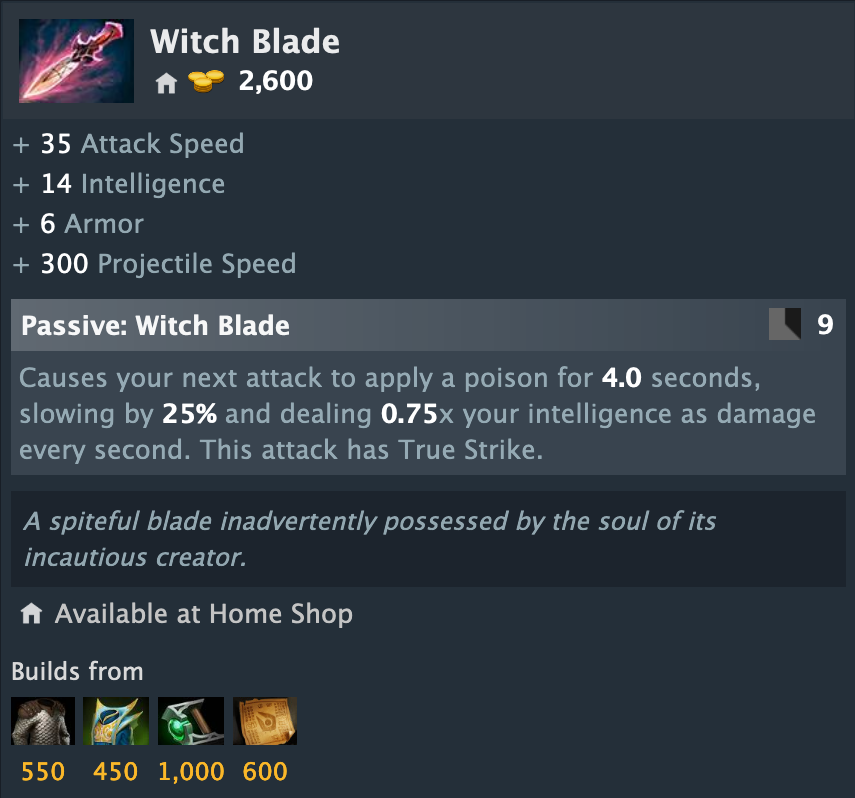 Witch Blade
2,600
+ 35 Attack Speed
+ 14 Intelligence
+ 6 Armor
+ 300 Projectile Speed
Passive: Witch Blade 9
Causes your next attack to apply a poison for 4.0 seconds,
slowing by 25% and dealing 0.75x your intelligence as damage
every second. This attack has True Strike.
A spiteful blade inadvertently possessed by the soul of its
incautious creator.
Available at Home Shop
Builds from
550 450 1,000 600